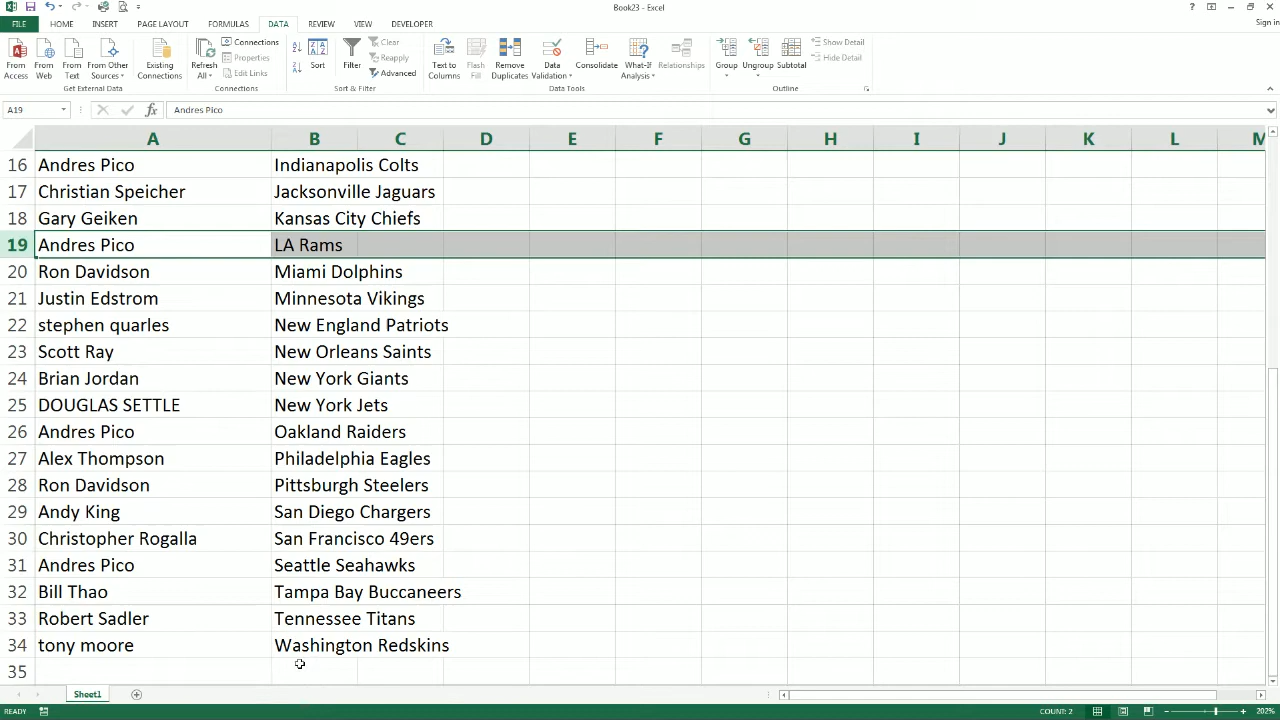 Book23 - Excel
FILE HOME INSERT PAGE LAYOUT FORMULAS DATA REVIEW VIEW DEVELOPER Sign in
From Access From Web From Text From Other Sources Existing Connections Refresh All Connections Properties Edit Links Sort Filter Clear Reapply Advanced Text to Columns Flash Fill Remove Duplicates Data Validation Consolidate What-If Analysis Relationships Group Ungroup Subtotal Show Detail Hide Detail
Get External Data Connections Sort & Filter Data Tools Outline
A19 fx Andres Pico
A B C D E F G H I J K L M
16 Andres Pico Indianapolis Colts
17 Christian Speicher Jacksonville Jaguars
18 Gary Geiken Kansas City Chiefs
19 Andres Pico LA Rams
20 Ron Davidson Miami Dolphins
21 Justin Edstrom Minnesota Vikings
22 stephen quarles New England Patriots
23 Scott Ray New Orleans Saints
24 Brian Jordan New York Giants
25 DOUGLAS SETTLE New York Jets
26 Andres Pico Oakland Raiders
27 Alex Thompson Philadelphia Eagles
28 Ron Davidson Pittsburgh Steelers
29 Andy King San Diego Chargers
30 Christopher Rogalla San Francisco 49ers
31 Andres Pico Seattle Seahawks
32 Bill Thao Tampa Bay Buccaneers
33 Robert Sadler Tennessee Titans
34 tony moore Washington Redskins
35
Sheet1
READY COUNT: 2 202%